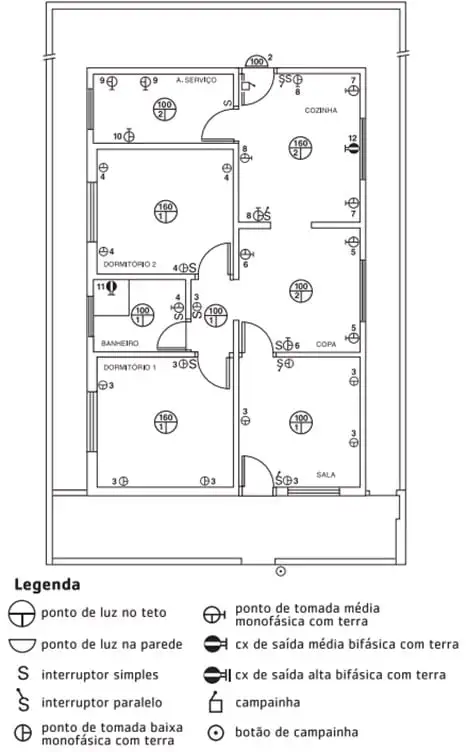 2
100
9
9
A. SERVIÇO
S
S
8
7
100
2
S
COZINHA
10
160
2
12
4
4
8
160
1
8
S
7
DORMITÓRIO 2
4
S
6
5
11
4
3
100
2
S
S
100
1
100
1
BANHEIRO
S
6
COPA
5
DORMITÓRIO 1
3
S
S
3
3
3
160
1
100
1
3
SALA
3
3
S
3
Legenda
ponto de luz no teto
ponto de tomada média
monofásica com terra
ponto de luz na parede
cx de saída média bifásica com terra
S interruptor simples
cx de saída alta bifásica com terra
S interruptor paralelo
campainha
ponto de tomada baixa
monofásica com terra
botão de campainha